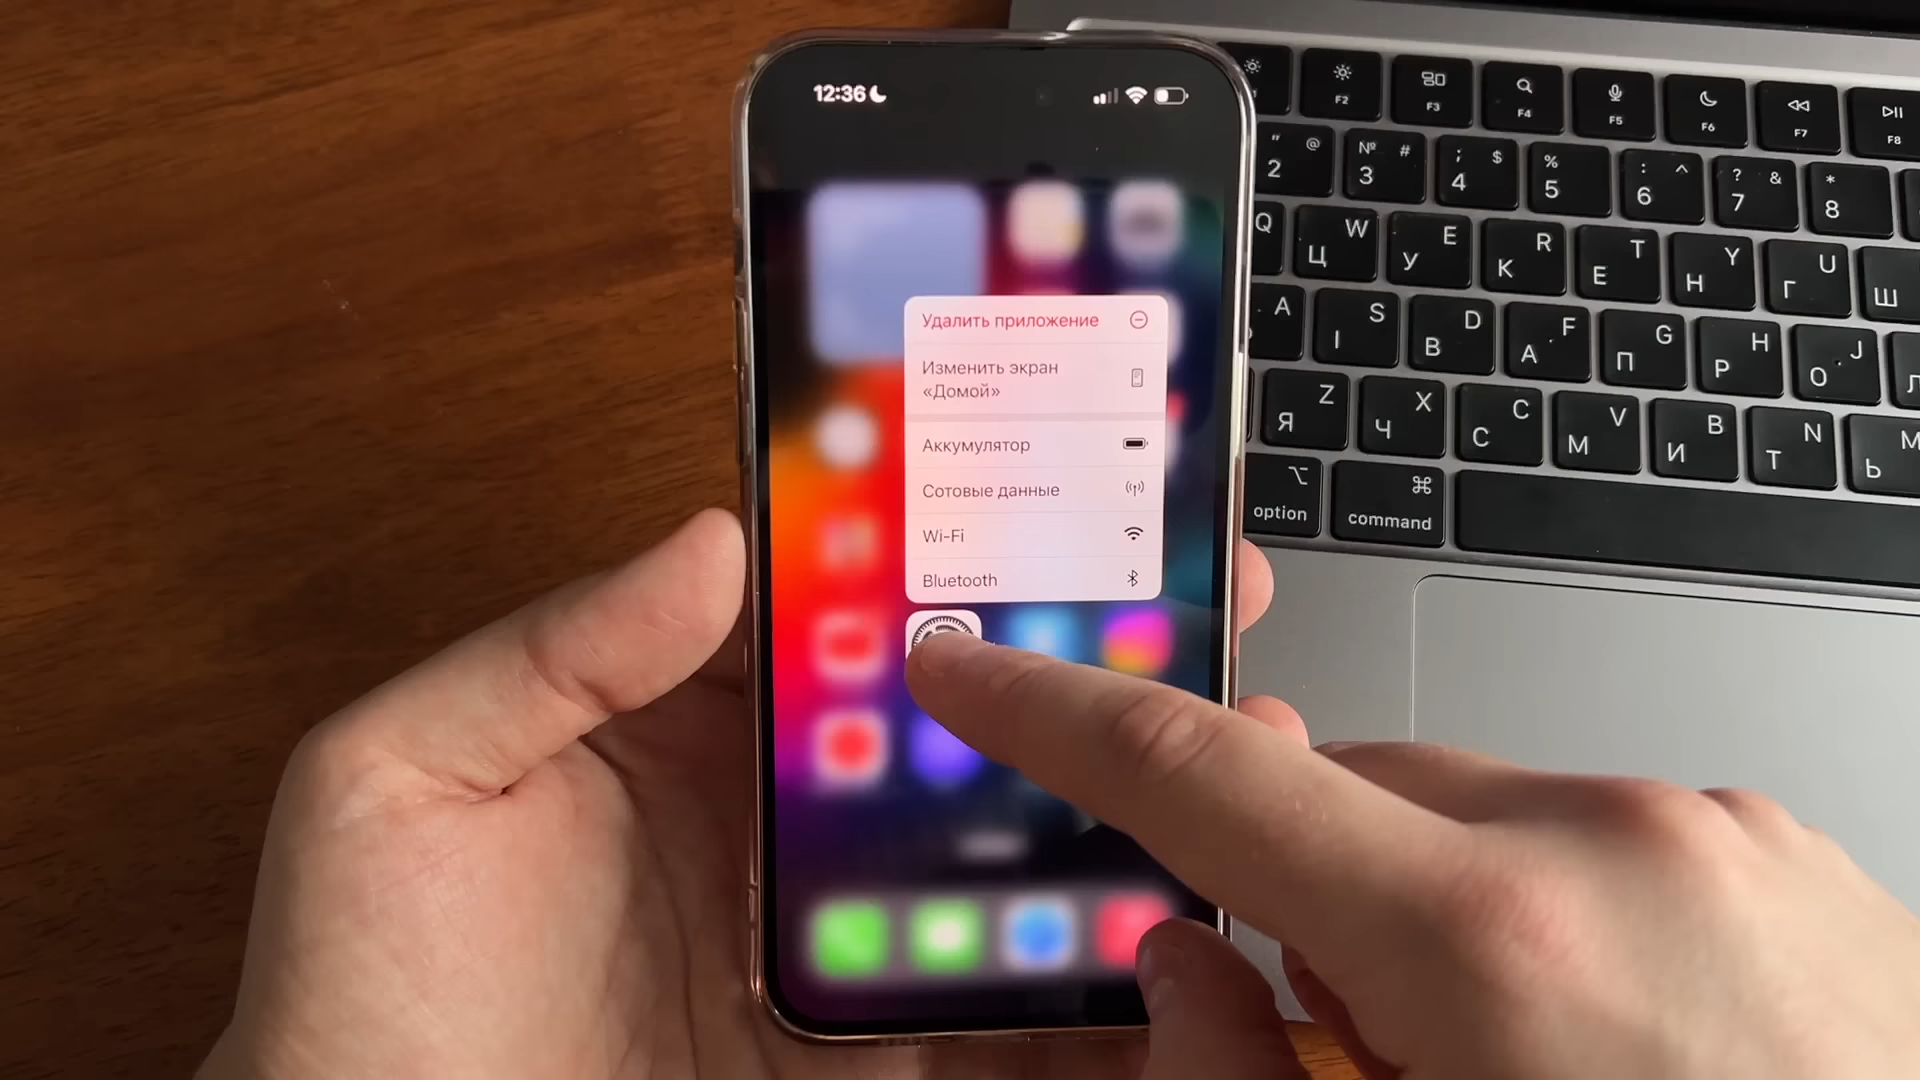 12:36
Удалить приложение
Изменить экран
«Домой»
Аккумулятор
Сотовые данные
Wi-Fi
Bluetooth
F2 F3 F4 F5 F6 F7 F8
" @ 2 № # 3 ; $ 4 % 5 : ^ 6 ? & 7 * 8
Q W Ц E У R К T Е Y Н U Г Ш
A S Ы D В F А G П H Р J О Л
Z Я X Ч C С V М B И N Т M Ь
⌥ option ⌘ command